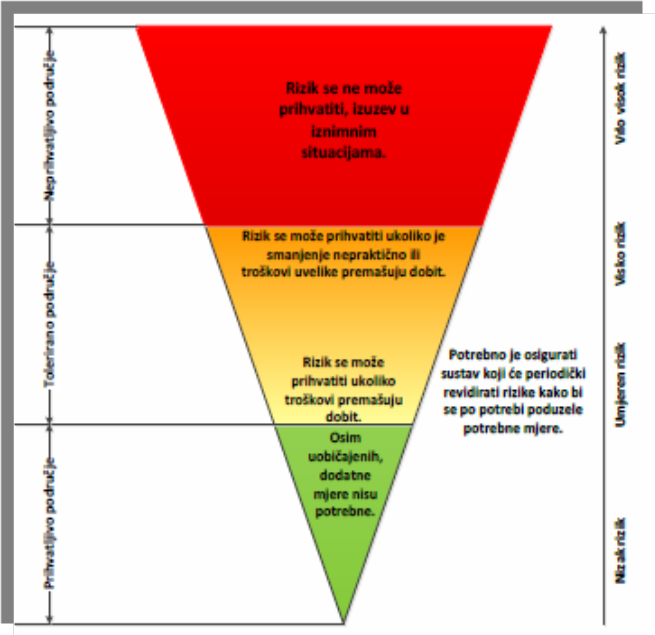 Neprihvatljivo područje
Tolerirano područje
Prihvatljivo područje
Rizik se ne može
prihvatiti, izuzev u
iznimnim
situacijama.
Rizik se može prihvatiti ukoliko je
smanjenje nepraktično ili
troškovi uvelike premašuju dobit.
Rizik se može
prihvatiti ukoliko
troškovi premašuju
dobit.
Osim
uobičajenih,
dodatne
mjere nisu
potrebne.
Potrebno je osigurati
sustav koji će periodički
revidirati rizike kako bi
se po potrebi poduzele
potrebne mjere.
Vrlo visok rizik
Visko rizik
Umjeren rizik
Nizak rizik